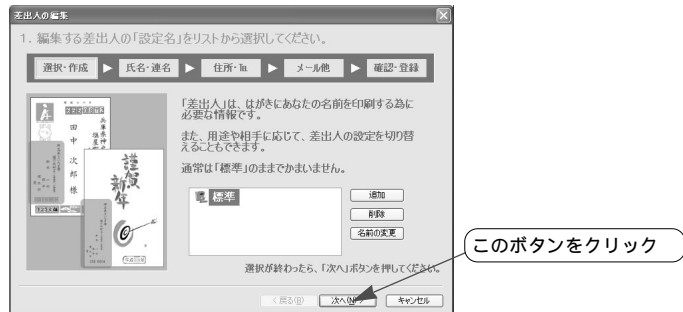 差出人の編集
1. 編集する差出人の「設定名」をリストから選択してください。
選択・作成 ▶ 氏名・連名 ▶ 住所・℡ ▶ メール他 ▶ 確認・登録
田中次郎様
謹賀新年
「差出人」は、はがきにあなたの名前を印刷する為に
必要な情報です。
また、用途や相手に応じて、差出人の設定を切り替
えることもできます。
通常は「標準」のままでかまいません。
標準
追加
削除
名前の変更
選択が終わったら、「次へ」ボタンを押してください。
このボタンをクリック
< 戻る(B) 次へ(N) > キャンセル